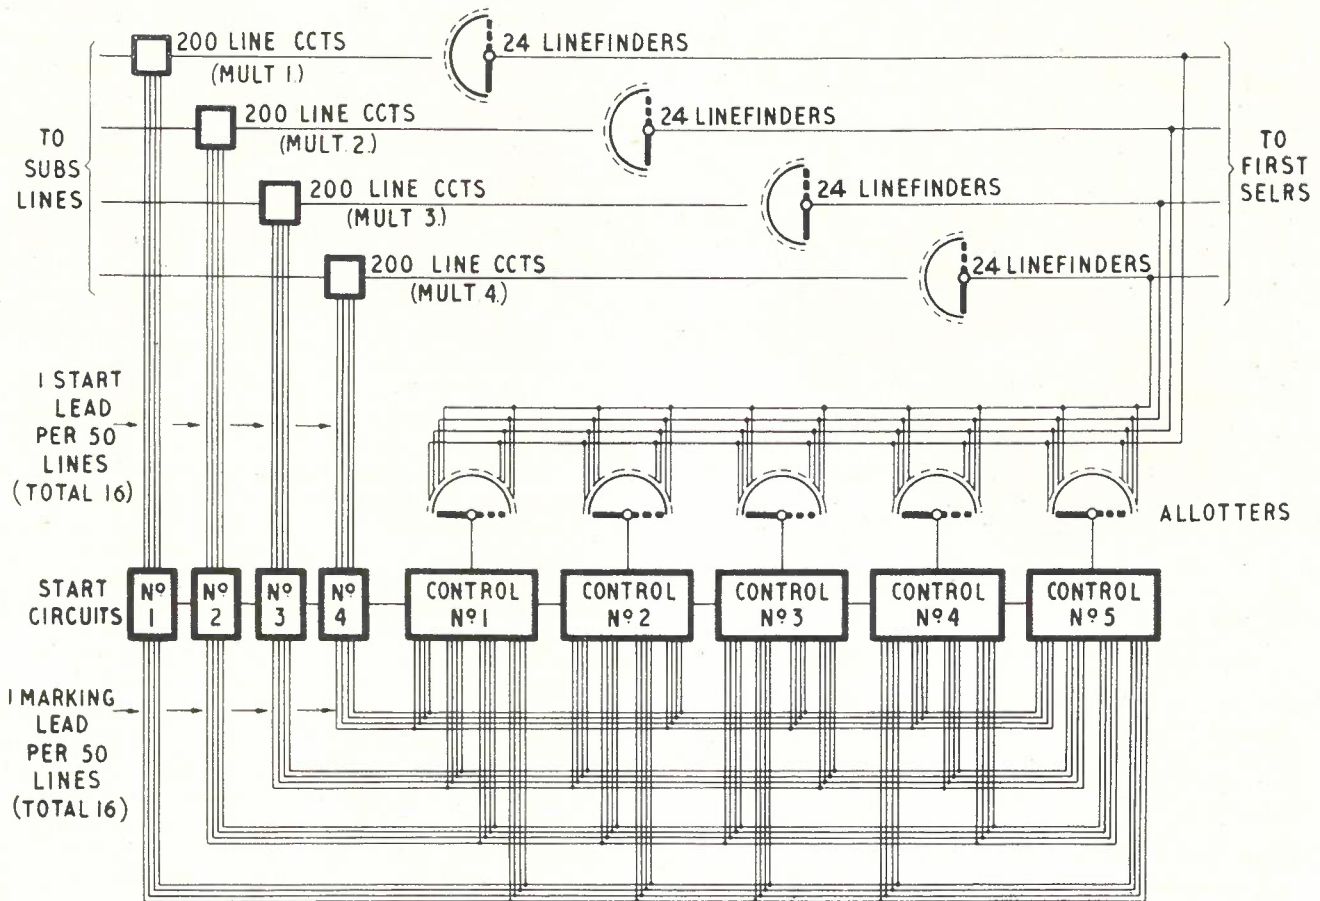 200 LINE CCTS
(MULT 1.)
24 LINEFINDERS
200 LINE CCTS
(MULT. 2.)
24 LINEFINDERS
200 LINE CCTS
(MULT 3.)
24 LINEFINDERS
200 LINE CCTS
(MULT 4.)
24 LINEFINDERS
TO
SUBS
LINES
TO
FIRST
SELRS
1 START
LEAD
PER 50
LINES
(TOTAL 16)
ALLOTTERS
START
CIRCUITS
Nº
1
Nº
2
Nº
3
Nº
4
CONTROL
Nº 1
CONTROL
Nº 2
CONTROL
Nº 3
CONTROL
Nº 4
CONTROL
Nº 5
1 MARKING
LEAD
PER 50
LINES
(TOTAL 16)